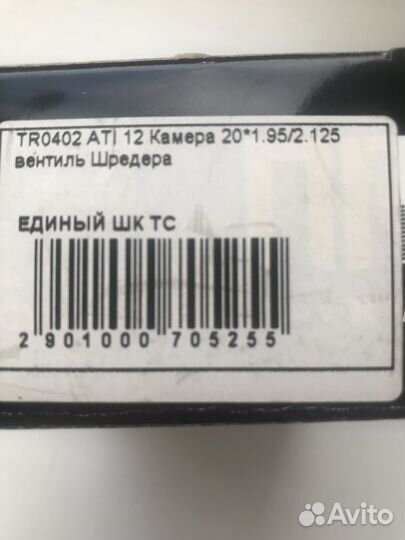 TR0402 ATI 12 Камера 20*1.95/2.125
вентиль Шредера
ЕДИНЫЙ ШК ТС
2 901000 705255
Avito